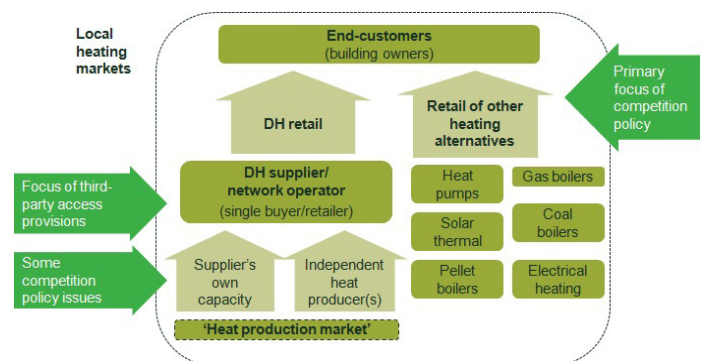 Local
heating
markets
End-customers
(building owners)
Primary
focus of
competition
policy
DH retail
Retail of other
heating
alternatives
Focus of third-
party access
provisions
DH supplier/
network operator
(single buyer/retailer)
Heat
pumps
Gas boilers
Solar
thermal
Coal
boilers
Pellet
boilers
Electrical
heating
Some
competition
policy issues
Supplier's
own
capacity
Independent
heat
producer(s)
'Heat production market'